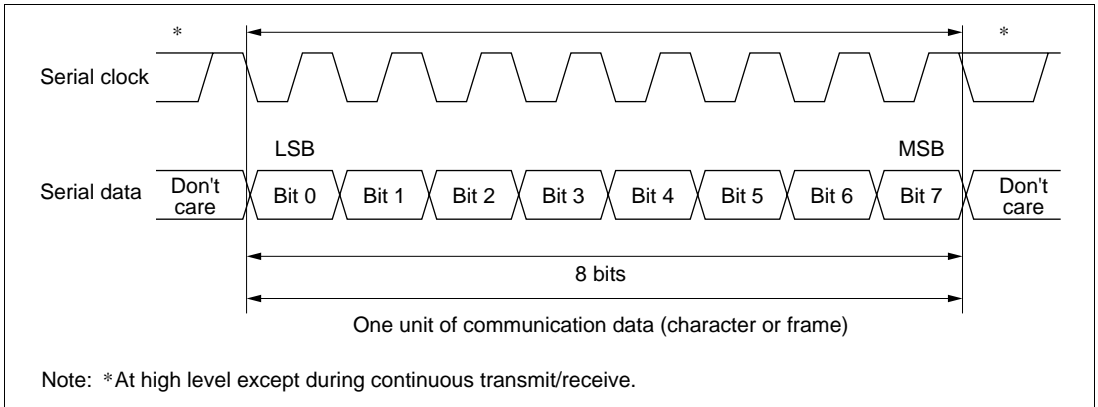 * *
Serial clock
LSB MSB
Serial data Don't care Bit 0 Bit 1 Bit 2 Bit 3 Bit 4 Bit 5 Bit 6 Bit 7 Don't care
8 bits
One unit of communication data (character or frame)
Note: *At high level except during continuous transmit/receive.